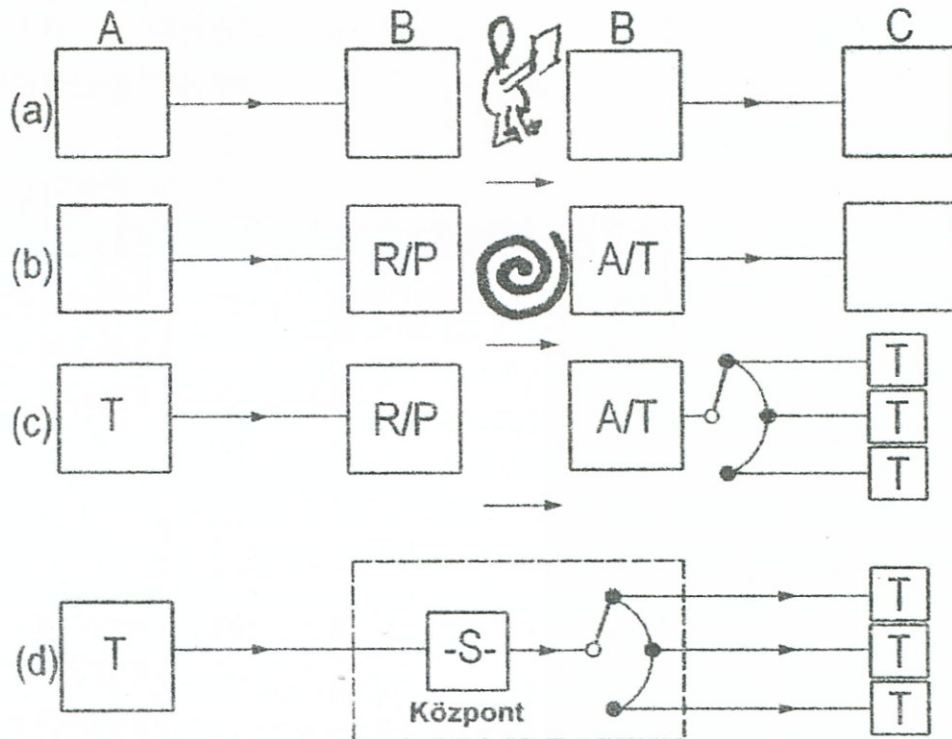 A B B C
(a)
(b) R/P A/T
T
(c) T R/P A/T T
T
T
(d) T -S- T
Központ T